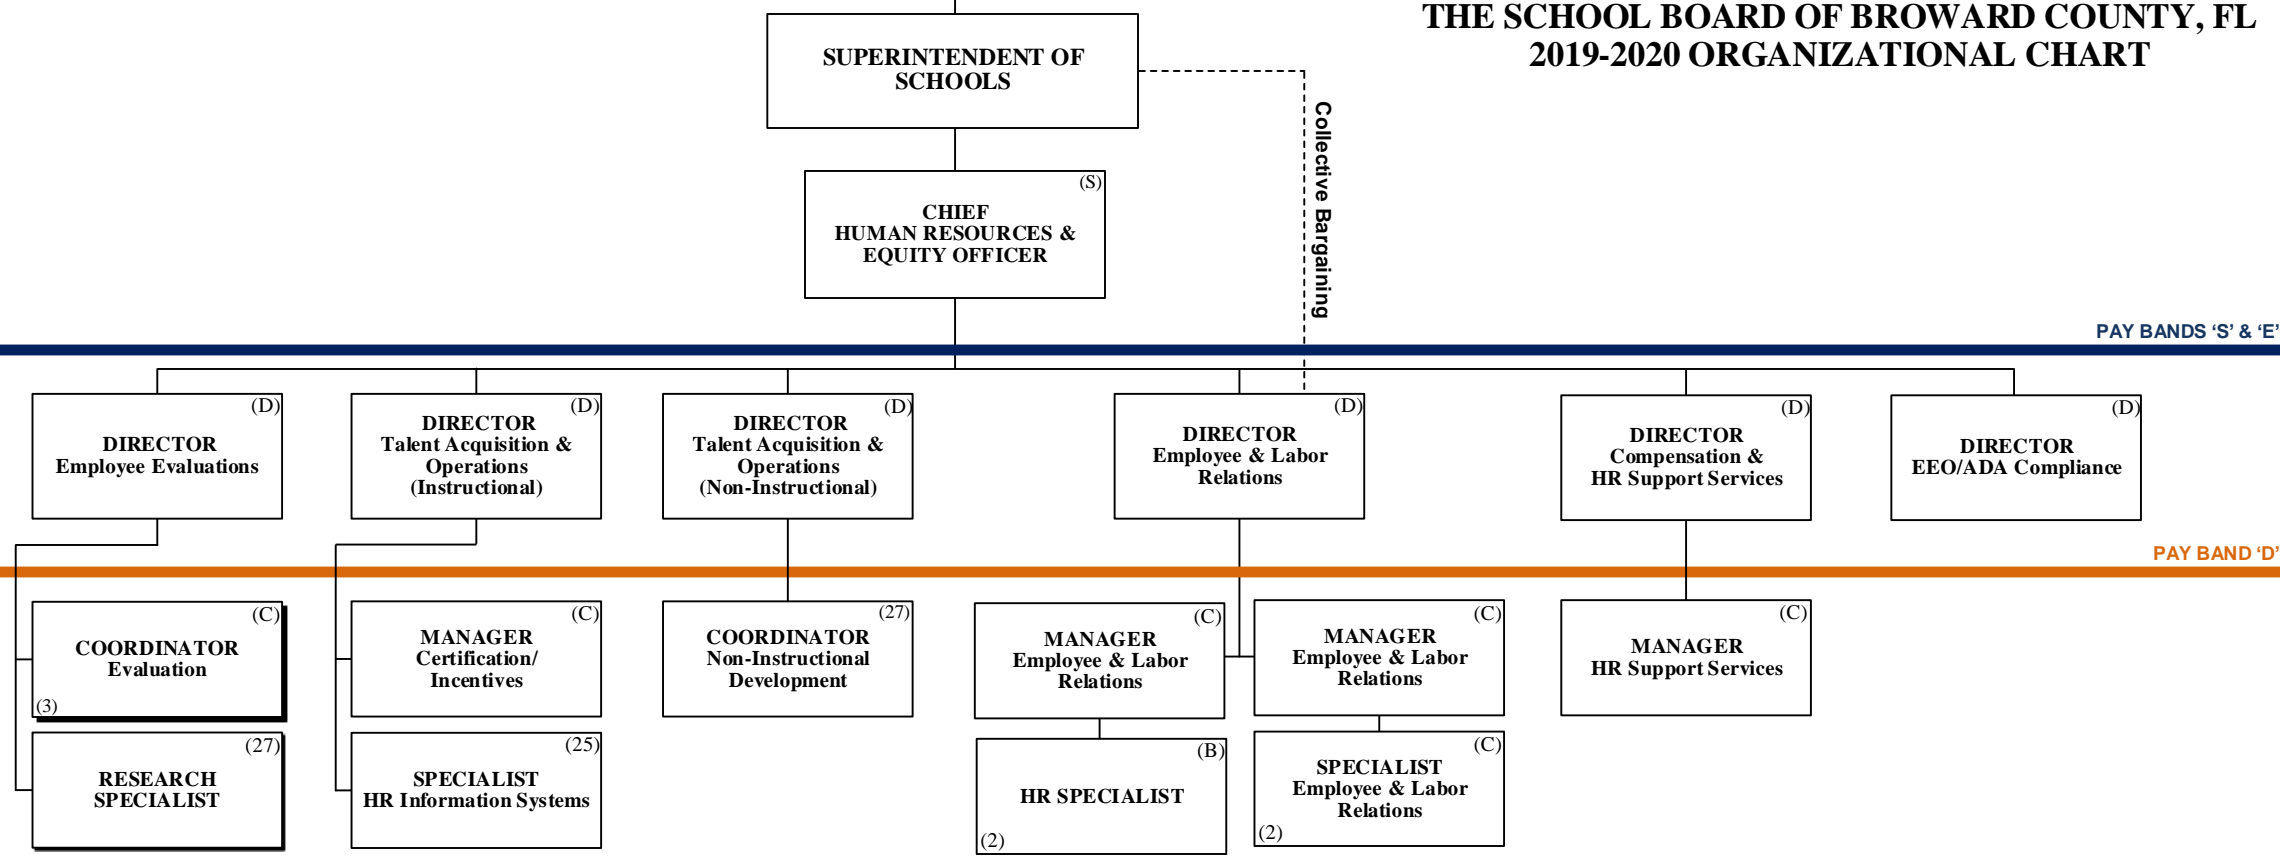 THE SCHOOL BOARD OF BROWARD COUNTY, FL
2019-2020 ORGANIZATIONAL CHART
SUPERINTENDENT OF
SCHOOLS
Collective Bargaining
(S)
CHIEF
HUMAN RESOURCES &
EQUITY OFFICER
PAY BANDS ‘S’ & ‘E’
(D)
DIRECTOR
Employee Evaluations
(D)
DIRECTOR
Talent Acquisition &
Operations
(Instructional)
(D)
DIRECTOR
Talent Acquisition &
Operations
(Non-Instructional)
(D)
DIRECTOR
Employee & Labor
Relations
(D)
DIRECTOR
Compensation &
HR Support Services
(D)
DIRECTOR
EEO/ADA Compliance
PAY BAND ‘D’
(C)
COORDINATOR
Evaluation
(3)
(C)
MANAGER
Certification/
Incentives
(27)
COORDINATOR
Non-Instructional
Development
(C)
MANAGER
Employee & Labor
Relations
(C)
MANAGER
Employee & Labor
Relations
(C)
MANAGER
HR Support Services
(27)
RESEARCH
SPECIALIST
(25)
SPECIALIST
HR Information Systems
(B)
HR SPECIALIST
(2)
(C)
SPECIALIST
Employee & Labor
Relations
(2)